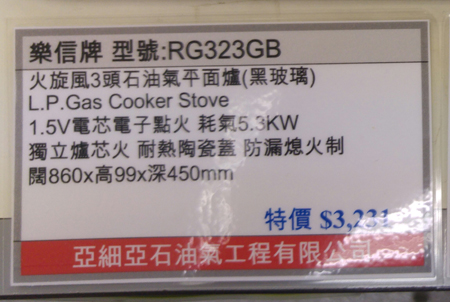 樂信牌 型號:RG323GB
火旋風3頭石油氣平面爐(黑玻璃)
L.P.Gas Cooker Stove
1.5V電芯電子點火 耗氣5.3KW
獨立爐芯火 耐熱陶瓷蓋 防漏熄火制
闊860x高99x深450mm
特價 $3,231
亞細亞石油氣工程有限公司